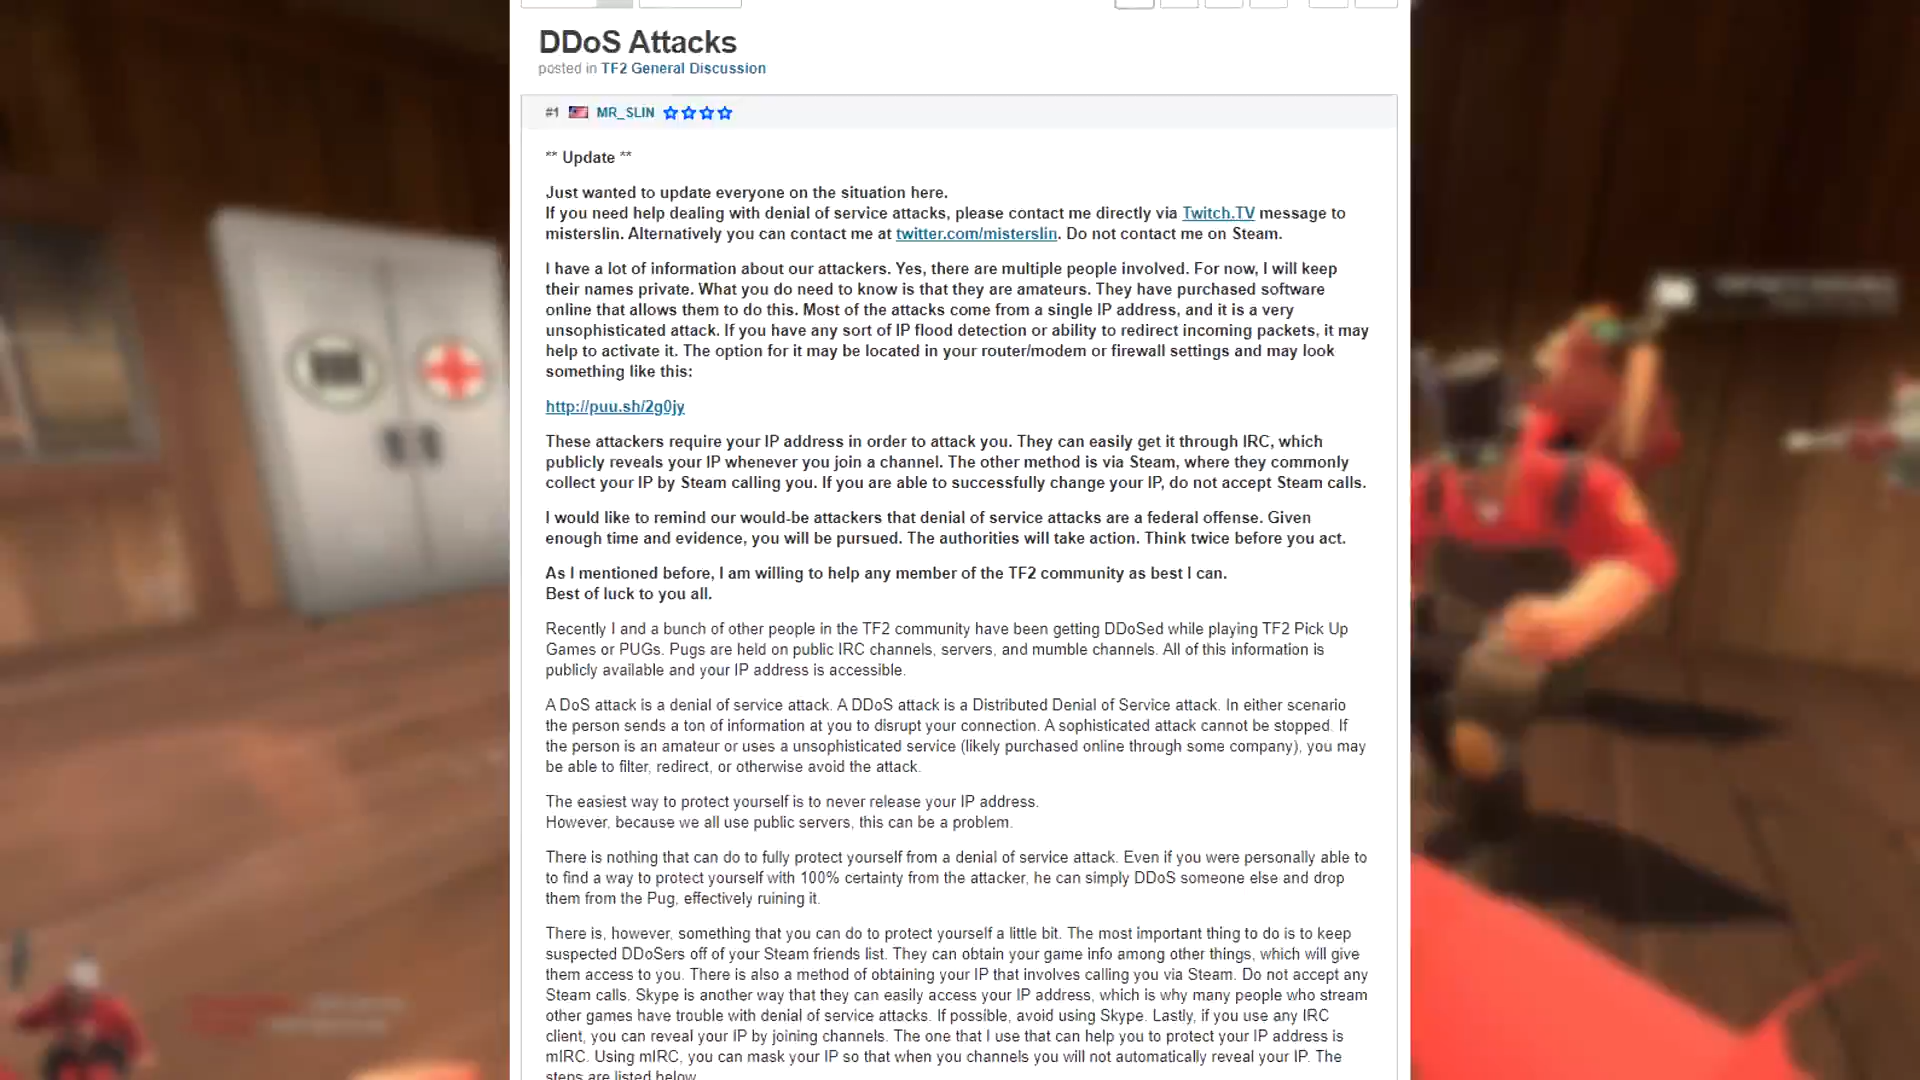 DDoS Attacks
posted in TF2 General Discussion
#1 MR_SLIN
** Update **
Just wanted to update everyone on the situation here.
If you need help dealing with denial of service attacks, please contact me directly via Twitch.TV message to
misterslin. Alternatively you can contact me at twitter.com/misterslin. Do not contact me on Steam.
I have a lot of information about our attackers. Yes, there are multiple people involved. For now, I will keep
their names private. What you do need to know is that they are amateurs. They have purchased software
online that allows them to do this. Most of the attacks come from a single IP address, and it is a very
unsophisticated attack. If you have any sort of IP flood detection or ability to redirect incoming packets, it may
help to activate it. The option for it may be located in your router/modem or firewall settings and may look
something like this:
http://puu.sh/2g0jy
These attackers require your IP address in order to attack you. They can easily get it through IRC, which
publicly reveals your IP whenever you join a channel. The other method is via Steam, where they commonly
collect your IP by Steam calling you. If you are able to successfully change your IP, do not accept Steam calls.
I would like to remind our would-be attackers that denial of service attacks are a federal offense. Given
enough time and evidence, you will be pursued. The authorities will take action. Think twice before you act.
As I mentioned before, I am willing to help any member of the TF2 community as best I can.
Best of luck to you all.
Recently I and a bunch of other people in the TF2 community have been getting DDoSed while playing TF2 Pick Up
Games or PUGs. Pugs are held on public IRC channels, servers, and mumble channels. All of this information is
publicly available and your IP address is accessible.
A DoS attack is a denial of service attack. A DDoS attack is a Distributed Denial of Service attack. In either scenario
the person sends a ton of information at you to disrupt your connection. A sophisticated attack cannot be stopped. If
the person is an amateur or uses a unsophisticated service (likely purchased online through some company), you may
be able to filter, redirect, or otherwise avoid the attack.
The easiest way to protect yourself is to never release your IP address.
However, because we all use public servers, this can be a problem.
There is nothing that can do to fully protect yourself from a denial of service attack. Even if you were personally able to
to find a way to protect yourself with 100% certainty from the attacker, he can simply DDoS someone else and drop
them from the Pug, effectively ruining it.
There is, however, something that you can do to protect yourself a little bit. The most important thing to do is to keep
suspected DDoSers off of your Steam friends list. They can obtain your game info among other things, which will give
them access to you. There is also a method of obtaining your IP that involves calling you via Steam. Do not accept any
Steam calls. Skype is another way that they can easily access your IP address, which is why many people who stream
other games have trouble with denial of service attacks. If possible, avoid using Skype. Lastly, if you use any IRC
client, you can reveal your IP by joining channels. The one that I use that can help you to protect your IP address is
mIRC. Using mIRC, you can mask your IP so that when you channels you will not automatically reveal your IP. The
steps are listed below